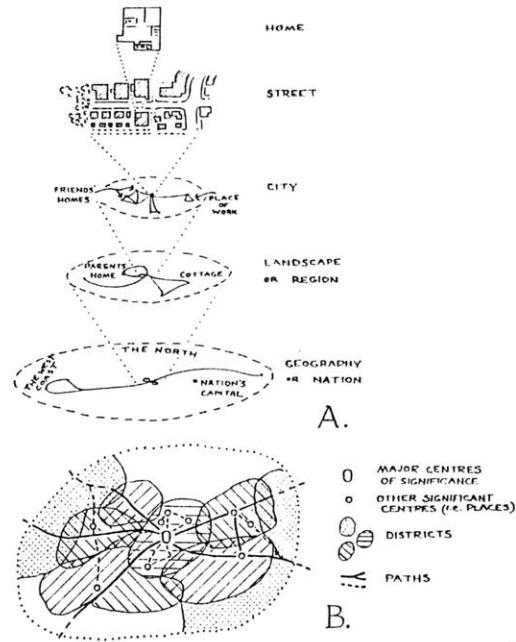 HOME
STREET
CITY
FRIENDS'
HOMES
PLACE
OF
WORK
LANDSCAPE
OR REGION
PARENTS
HOME
COTTAGE
THE NORTH
THE WEST
COAST
NATION'S
CAPITAL
GEOGRAPHY
OR NATION
A.
MAJOR CENTRES
OF SIGNIFICANCE
OTHER SIGNIFICANT
CENTRES (i.e. PLACES)
DISTRICTS
PATHS
B.